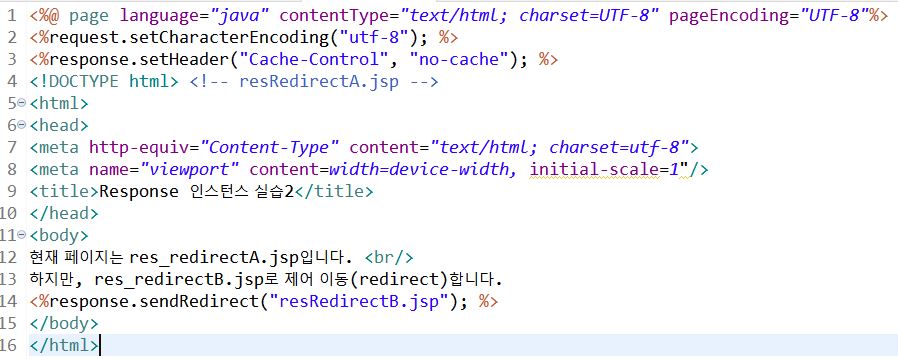 1 <%@ page language="java" contentType="text/html; charset=UTF-8" pageEncoding="UTF-8"%>
2 <%request.setCharacterEncoding("utf-8"); %>
3 <%response.setHeader("Cache-Control", "no-cache"); %>
4 <!DOCTYPE html> <!-- resRedirectA.jsp -->
5 <html>
6 <head>
7 <meta http-equiv="Content-Type" content="text/html; charset=utf-8">
8 <meta name="viewport" content=width=device-width, initial-scale=1"/>
9 <title>Response 인스턴스 실습2</title>
10 </head>
11 <body>
12 현재 페이지는 res_redirectA.jsp입니다. <br/>
13 하지만, res_redirectB.jsp로 제어 이동(redirect)합니다.
14 <%response.sendRedirect("resRedirectB.jsp"); %>
15 </body>
16 </html>